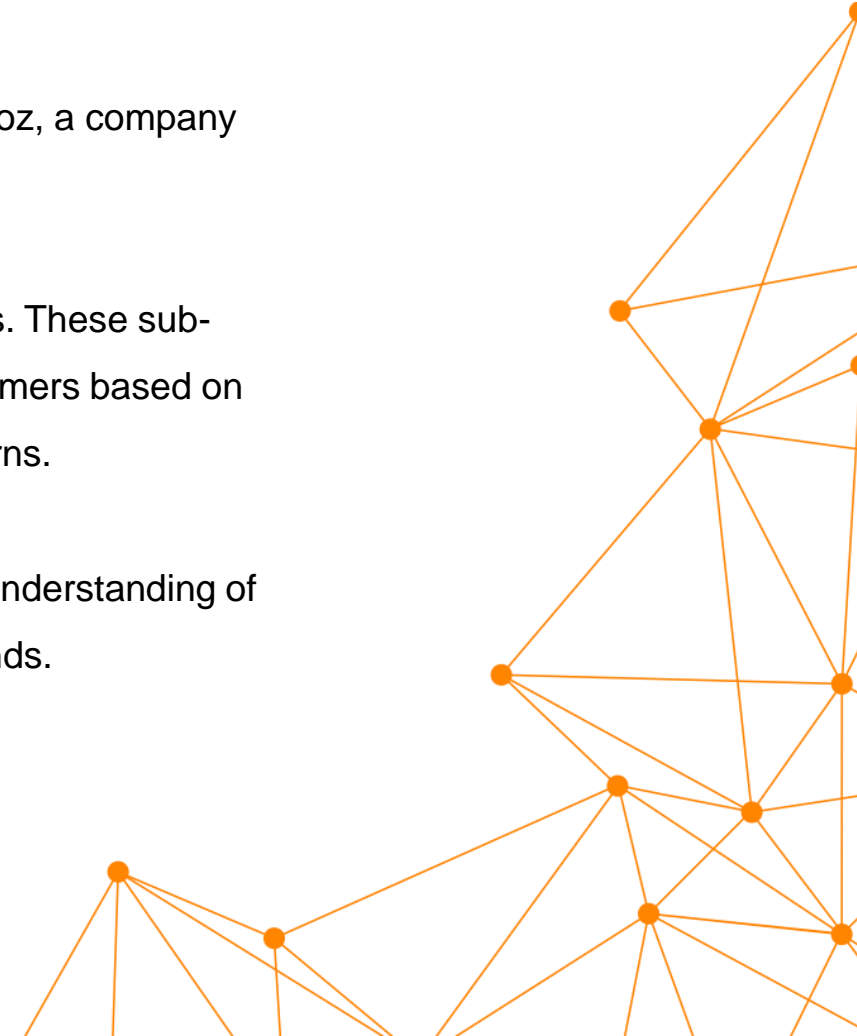 oz, a company
s. These sub-
mers based on
rns.
nderstanding of
nds.